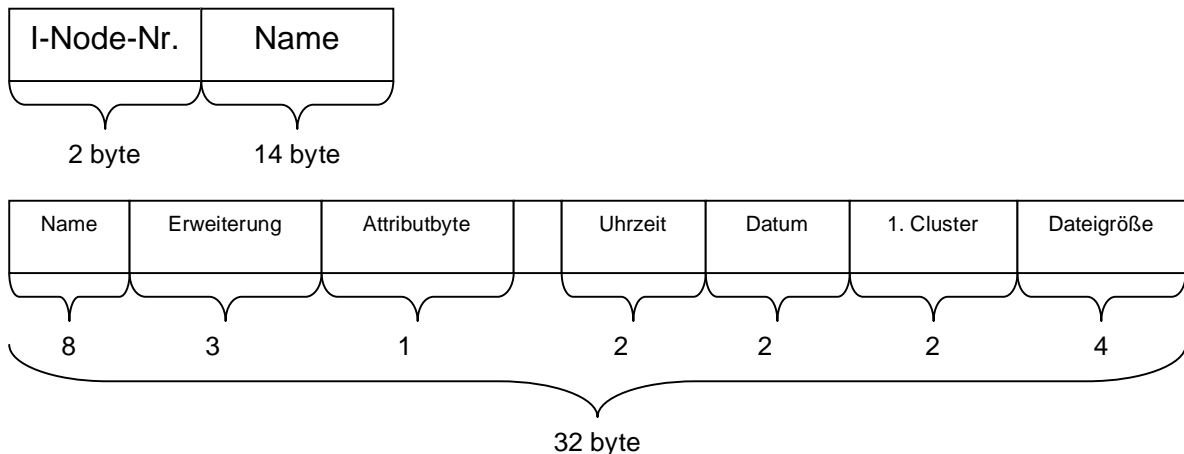 I-Node-Nr. Name
2 byte 14 byte
Name Erweiterung Attributbyte Uhrzeit Datum 1. Cluster Dateigröße
8 3 1 2 2 2 4
32 byte